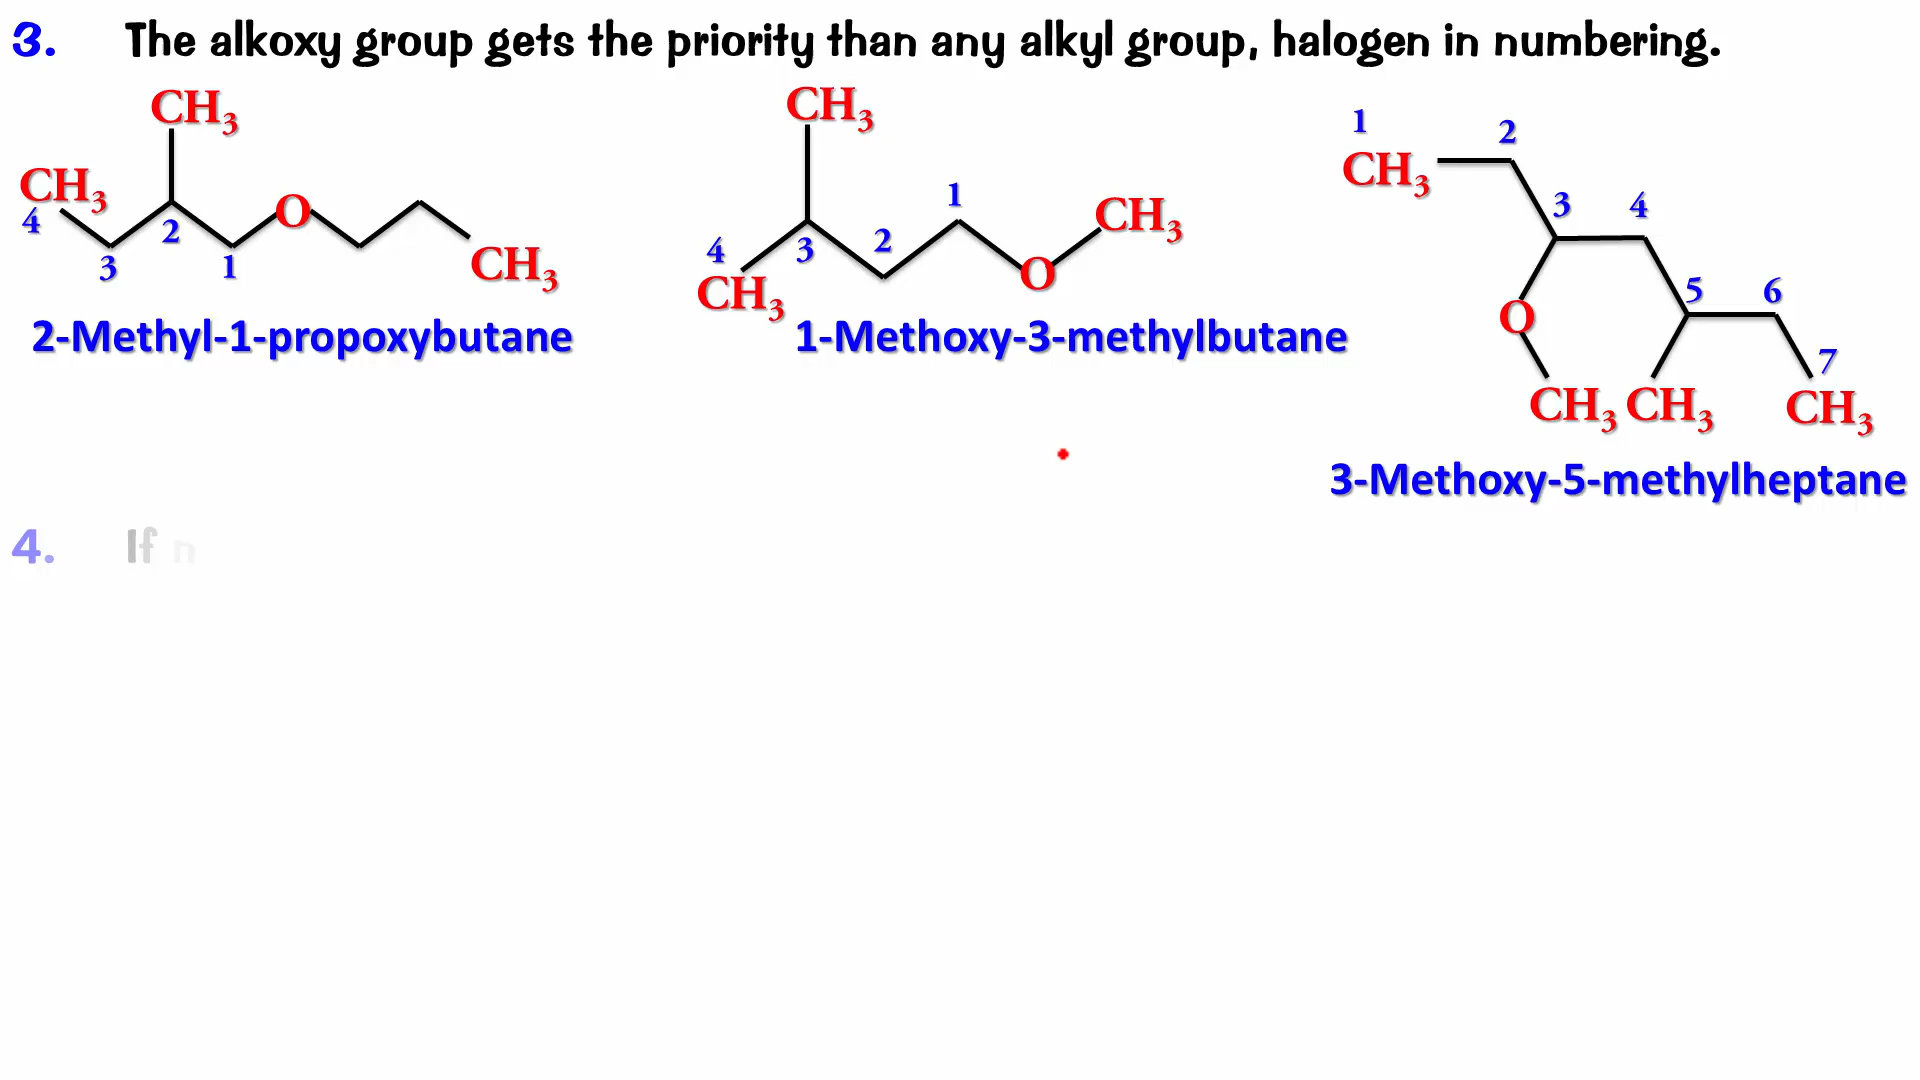 3. The alkoxy group gets the priority than any alkyl group, halogen in numbering.
CH3
CH3
4
3
2
1
O
CH3
2-Methyl-1-propoxybutane
CH3
4
CH3
3
2
1
O
CH3
1-Methoxy-3-methylbutane
1
CH3
2
3
4
O
5
6
7
CH3
CH3
CH3
3-Methoxy-5-methylheptane
4. If n